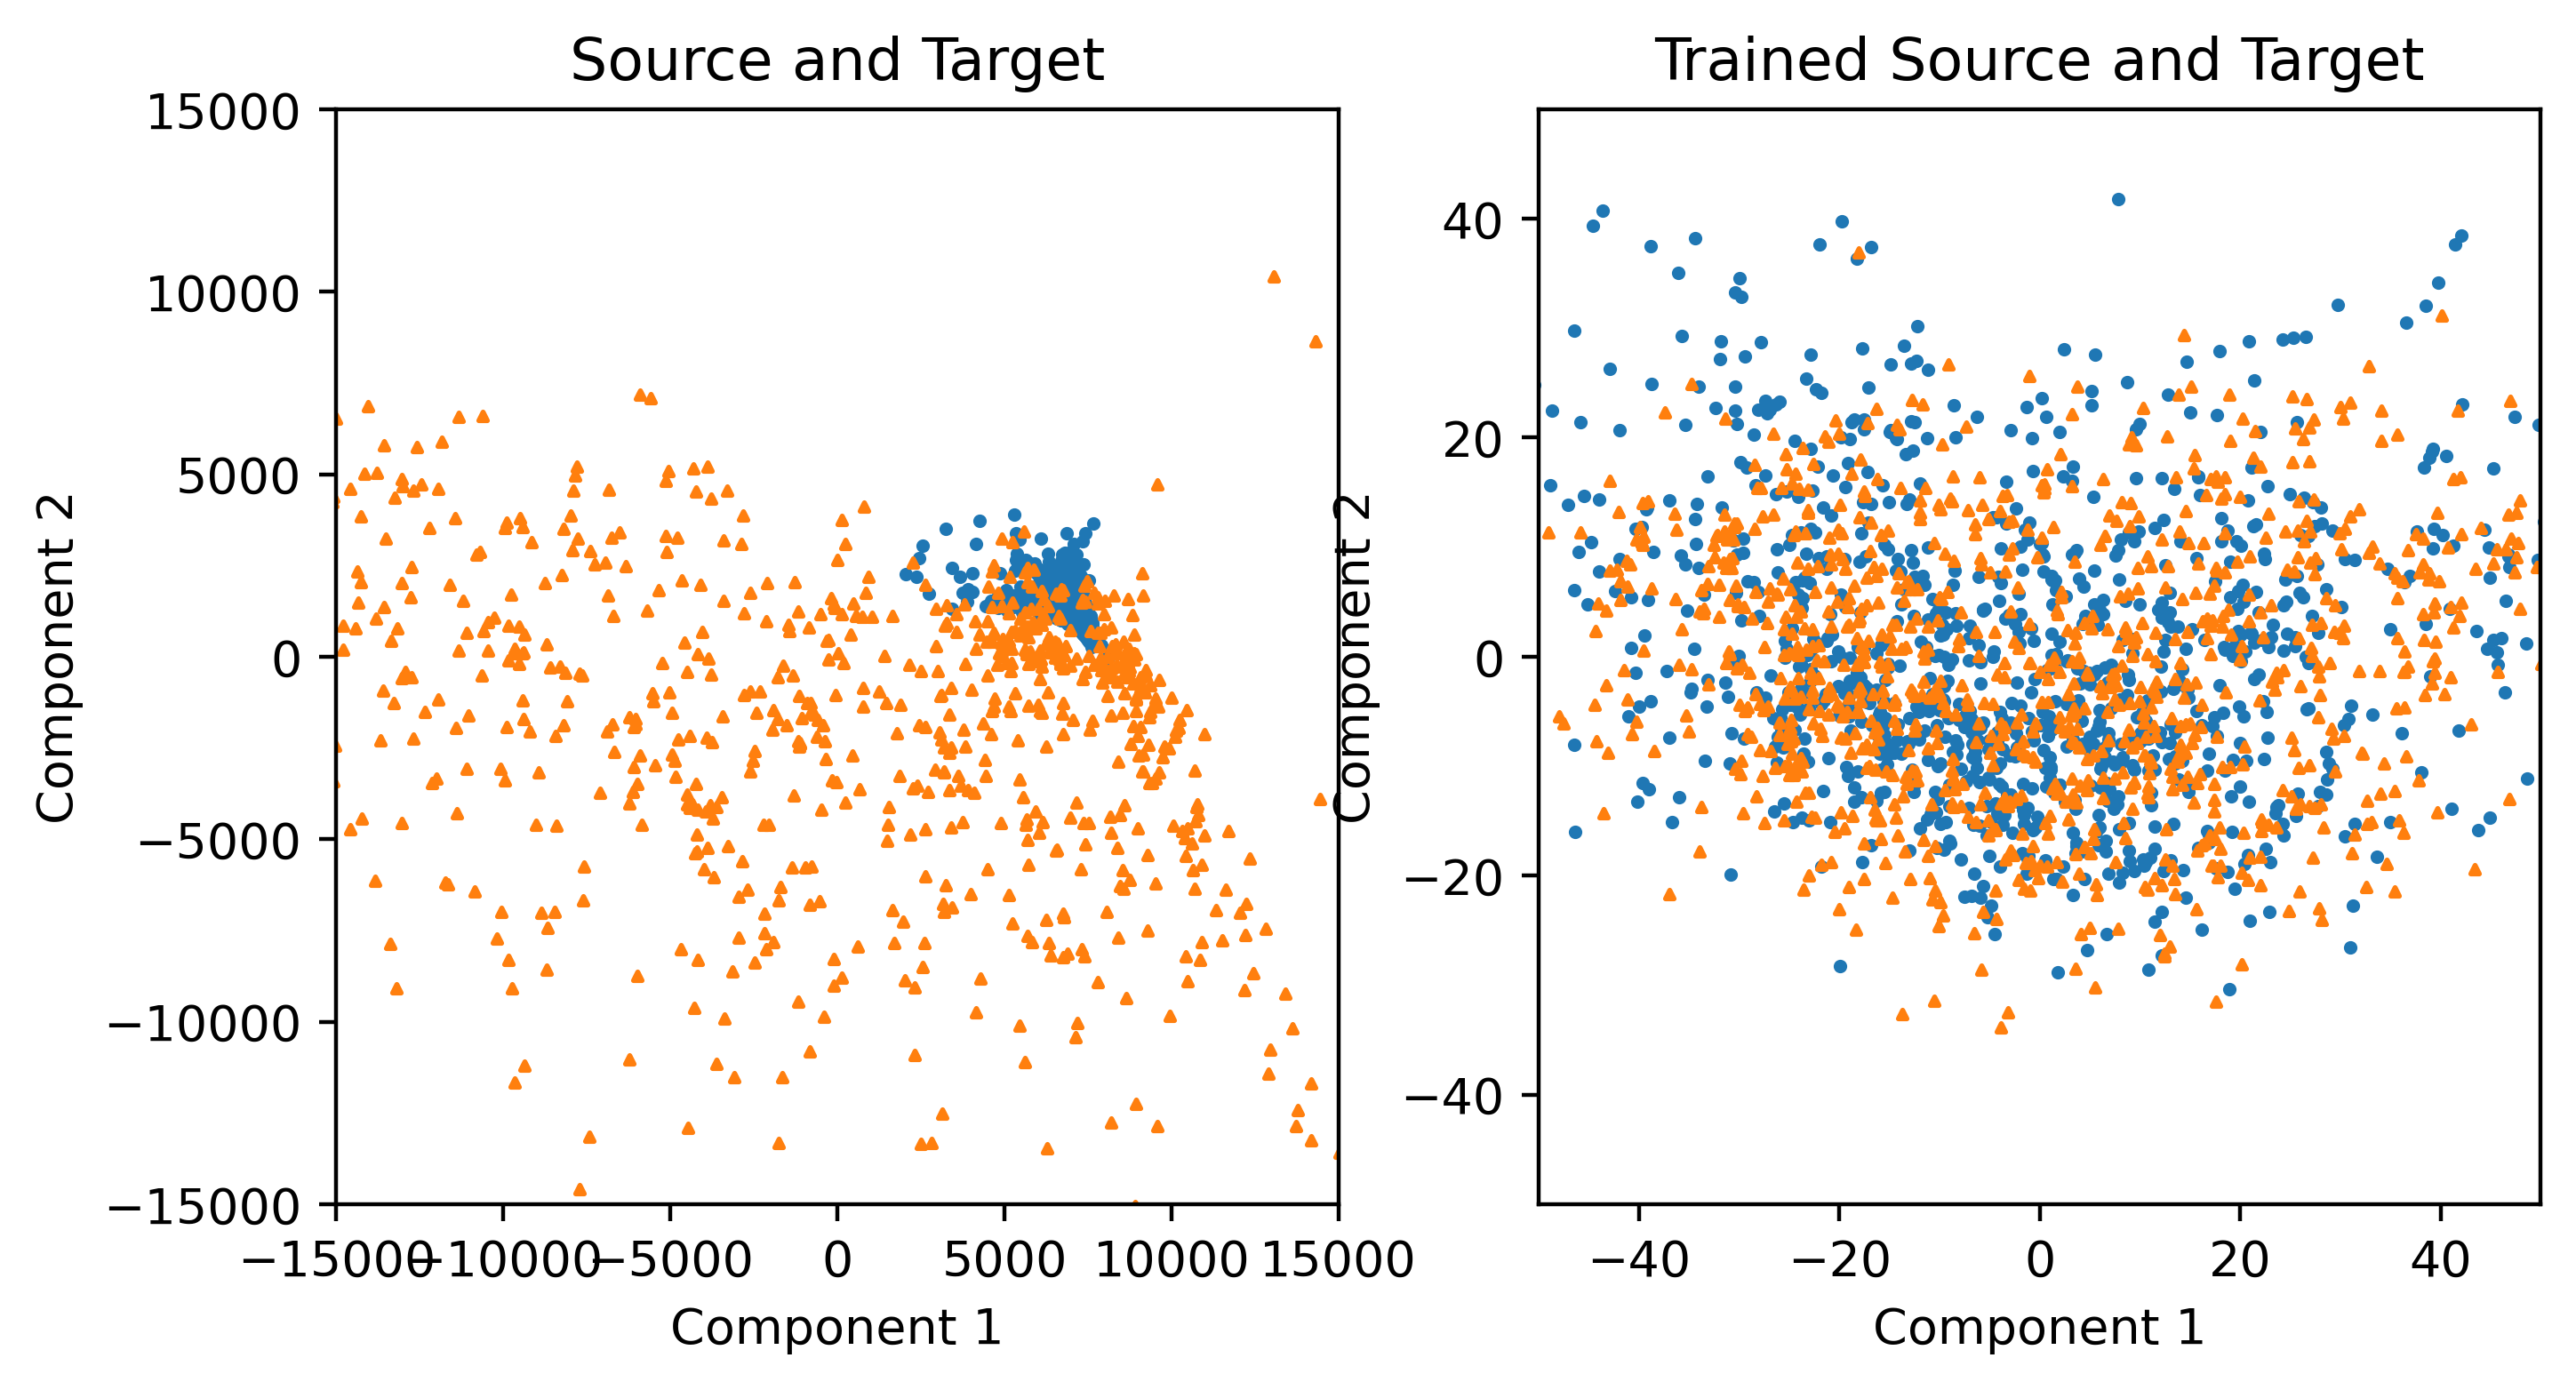 Source and Target
15000
10000
5000
0
−5000
−10000
−15000
Component 2
−15000 −10000 −5000 0 5000 10000 15000
Component 1
Trained Source and Target
40
20
0
−20
−40
Component 2
−40 −20 0 20 40
Component 1